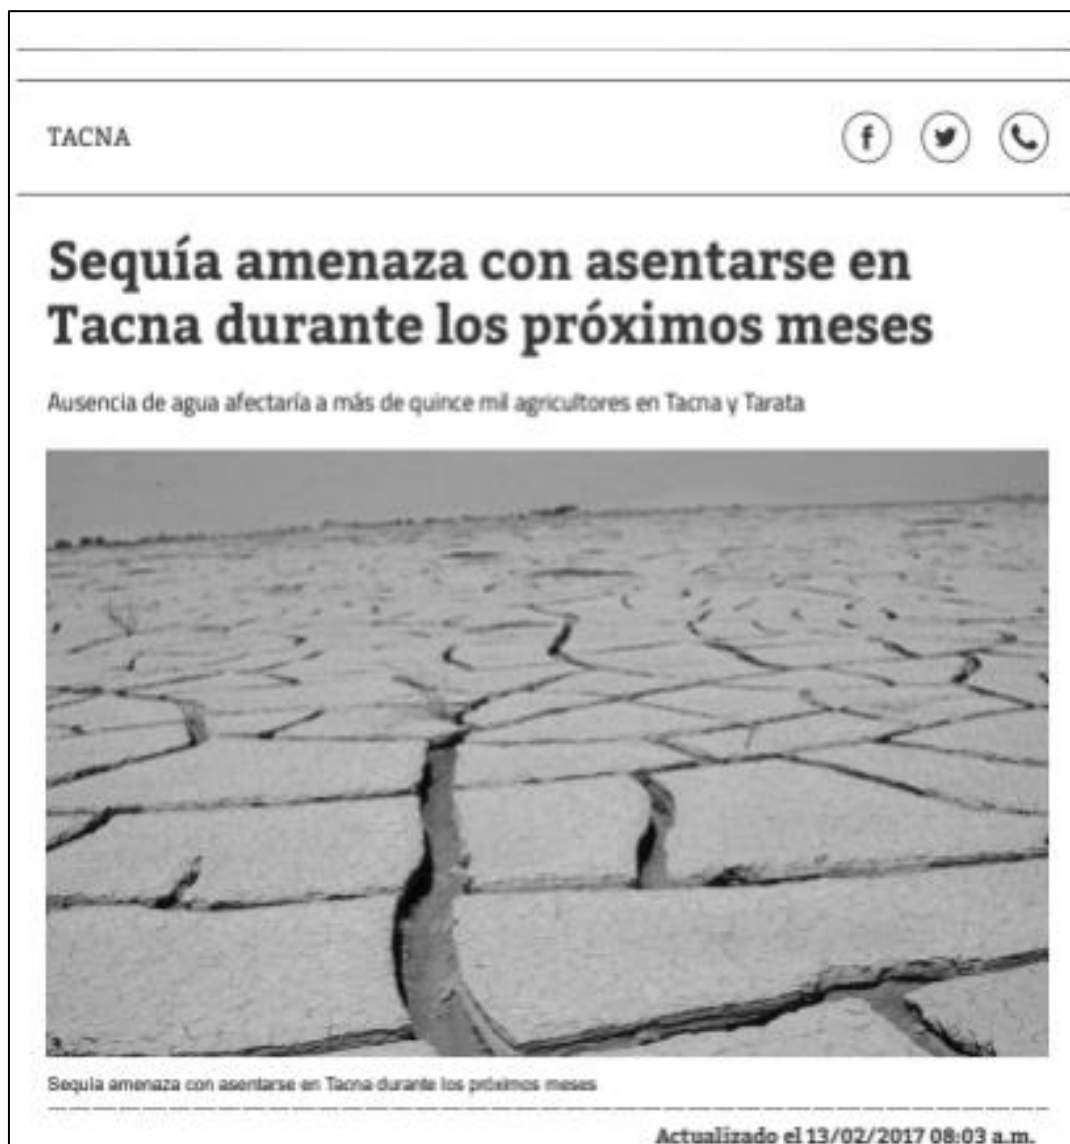 TACNA
Sequía amenaza con asentarse en
Tacna durante los próximos meses
Ausencia de agua afectaría a más de quince mil agricultores en Tacna y Tarata
Sequía amenaza con asentarse en Tacna durante los próximos meses
Actualizado el 13/02/2017 08:03 a.m.